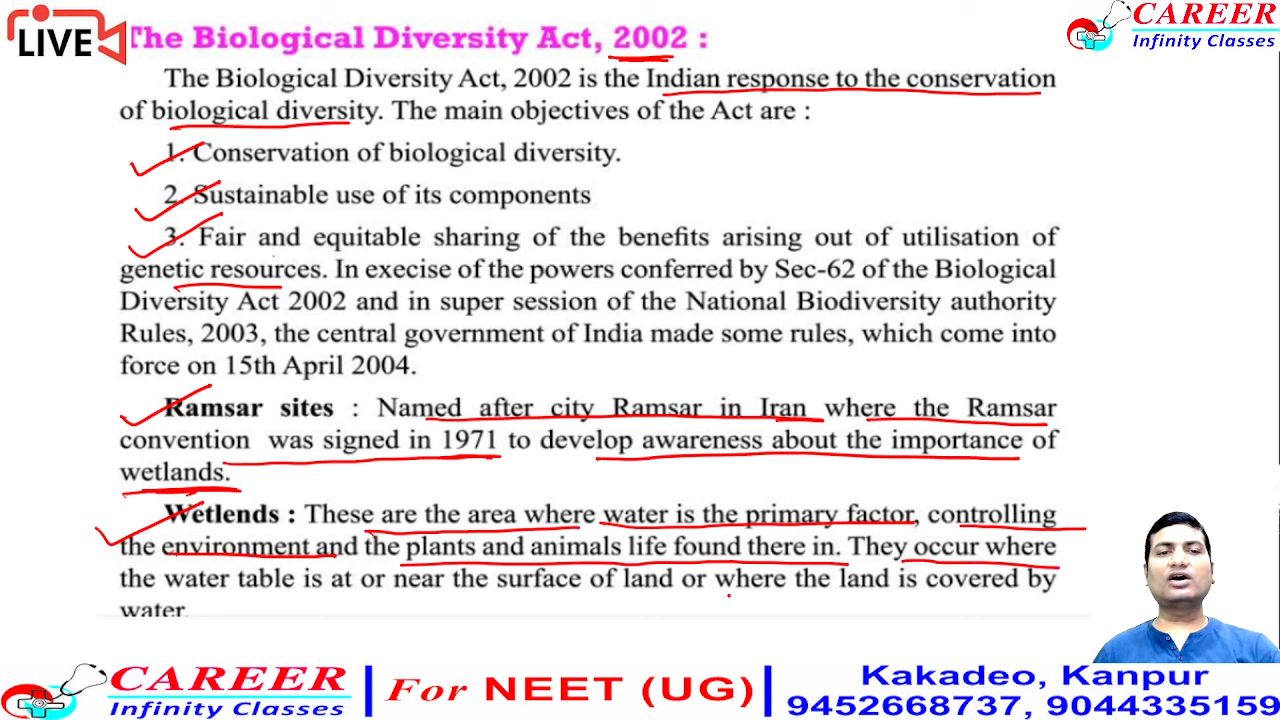 LIVE
The Biological Diversity Act, 2002 :
CAREER
Infinity Classes
The Biological Diversity Act, 2002 is the Indian response to the conservation
of biological diversity. The main objectives of the Act are :
1. Conservation of biological diversity.
2. Sustainable use of its components
3. Fair and equitable sharing of the benefits arising out of utilisation of
genetic resources. In execise of the powers conferred by Sec-62 of the Biological
Diversity Act 2002 and in super session of the National Biodiversity authority
Rules, 2003, the central government of India made some rules, which come into
force on 15th April 2004.
Ramsar sites : Named after city Ramsar in Iran where the Ramsar
convention was signed in 1971 to develop awareness about the importance of
wetlands.
Wetlends : These are the area where water is the primary factor, controlling
the environment and the plants and animals life found there in. They occur where
the water table is at or near the surface of land or where the land is covered by
water.
CAREER
Infinity Classes
For NEET (UG)
Kakadeo, Kanpur
9452668737, 9044335159